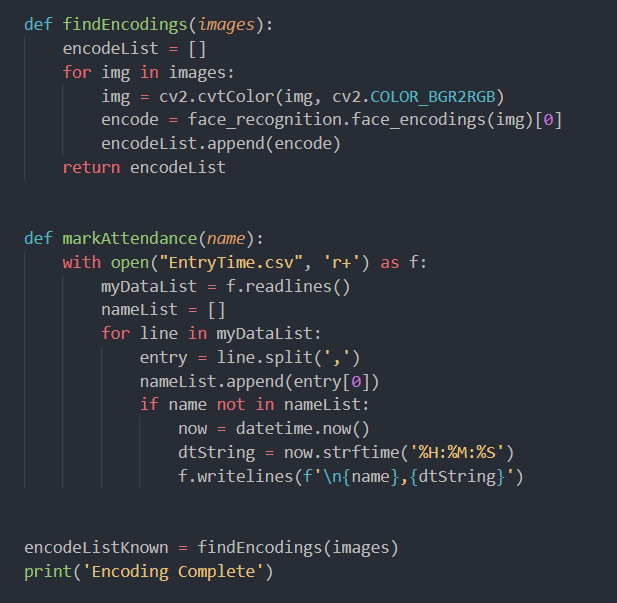 def findEncodings(images):
    encodeList = []
    for img in images:
        img = cv2.cvtColor(img, cv2.COLOR_BGR2RGB)
        encode = face_recognition.face_encodings(img)[0]
        encodeList.append(encode)
    return encodeList
def markAttendance(name):
    with open("EntryTime.csv", 'r+') as f:
        myDataList = f.readlines()
        nameList = []
        for line in myDataList:
            entry = line.split(',')
            nameList.append(entry[0])
            if name not in nameList:
                now = datetime.now()
                dtString = now.strftime('%H:%M:%S')
                f.writelines(f'\n{name},{dtString}')
encodeListKnown = findEncodings(images)
print('Encoding Complete')